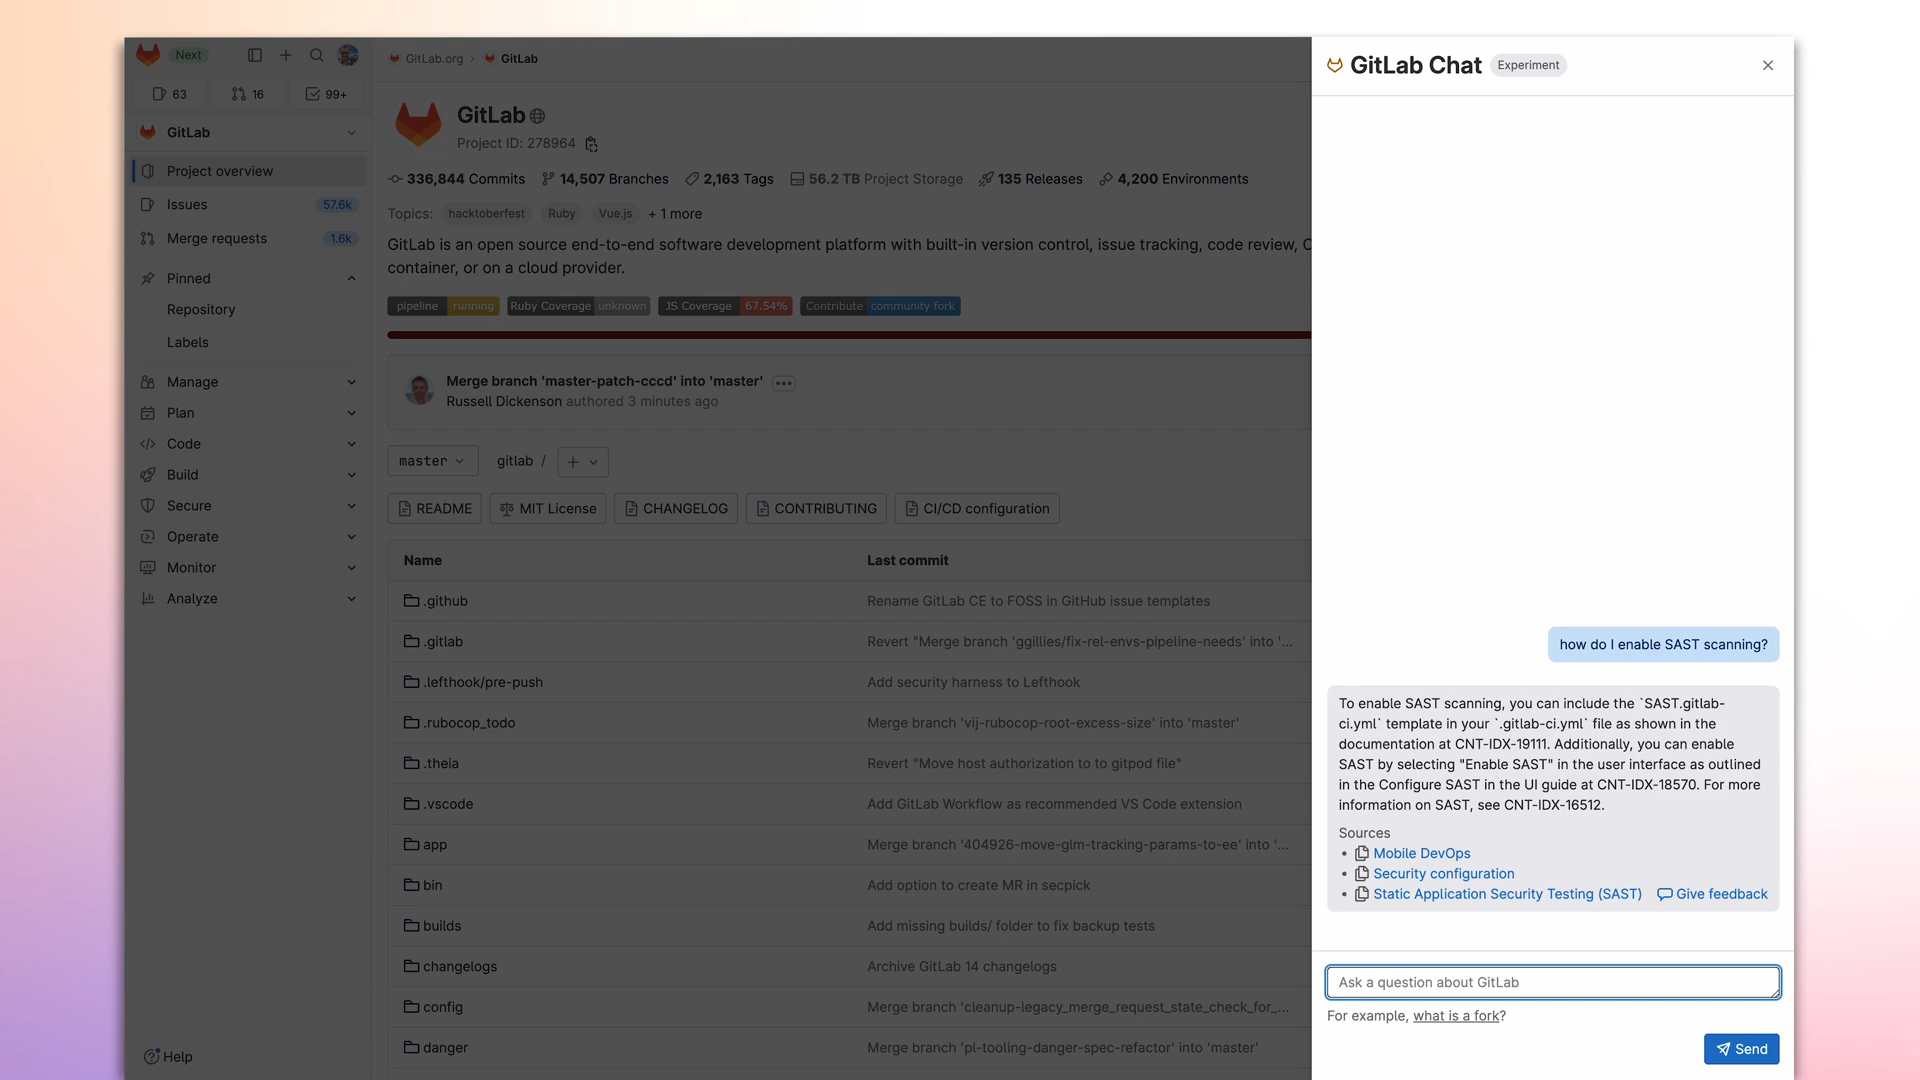 Next
63
16
99+
GitLab
Project overview
Issues 57.6k
Merge requests 1.6k
Pinned
Repository
Labels
Manage
Plan
Code
Build
Secure
Operate
Monitor
Analyze
Help
GitLab.org › GitLab
GitLab
Project ID: 278964
336,844 Commits 14,507 Branches 2,163 Tags 56.2 TB Project Storage 135 Releases 4,200 Environments
Topics: hacktoberfest Ruby Vue.js + 1 more
GitLab is an open source end-to-end software development platform with built-in version control, issue tracking, code review, C
container, or on a cloud provider.
pipeline running Ruby Coverage unknown JS Coverage 67.54% Contribute community fork
Merge branch 'master-patch-cccd' into 'master'
Russell Dickenson authored 3 minutes ago
master gitlab /
README MIT License CHANGELOG CONTRIBUTING CI/CD configuration
Name Last commit
.github Rename GitLab CE to FOSS in GitHub issue templates
.gitlab Revert "Merge branch 'ggillies/fix-rel-envs-pipeline-needs' into '...
.lefthook/pre-push Add security harness to Lefthook
.rubocop_todo Merge branch 'vij-rubocop-root-excess-size' into 'master'
.theia Revert "Move host authorization to to gitpod file"
.vscode Add GitLab Workflow as recommended VS Code extension
app Merge branch '404926-move-glm-tracking-params-to-ee' into '...
bin Add option to create MR in secpick
builds Add missing builds/ folder to fix backup tests
changelogs Archive GitLab 14 changelogs
config Merge branch 'cleanup-legacy_merge_request_state_check_for_...
danger Merge branch 'pl-tooling-danger-spec-refactor' into 'master'
GitLab Chat Experiment
how do I enable SAST scanning?
To enable SAST scanning, you can include the `SAST.gitlab-
ci.yml` template in your `.gitlab-ci.yml` file as shown in the
documentation at CNT-IDX-19111. Additionally, you can enable
SAST by selecting "Enable SAST" in the user interface as outlined
in the Configure SAST in the UI guide at CNT-IDX-18570. For more
information on SAST, see CNT-IDX-16512.
Sources
• Mobile DevOps
• Security configuration
• Static Application Security Testing (SAST) Give feedback
Ask a question about GitLab
For example, what is a fork?
Send